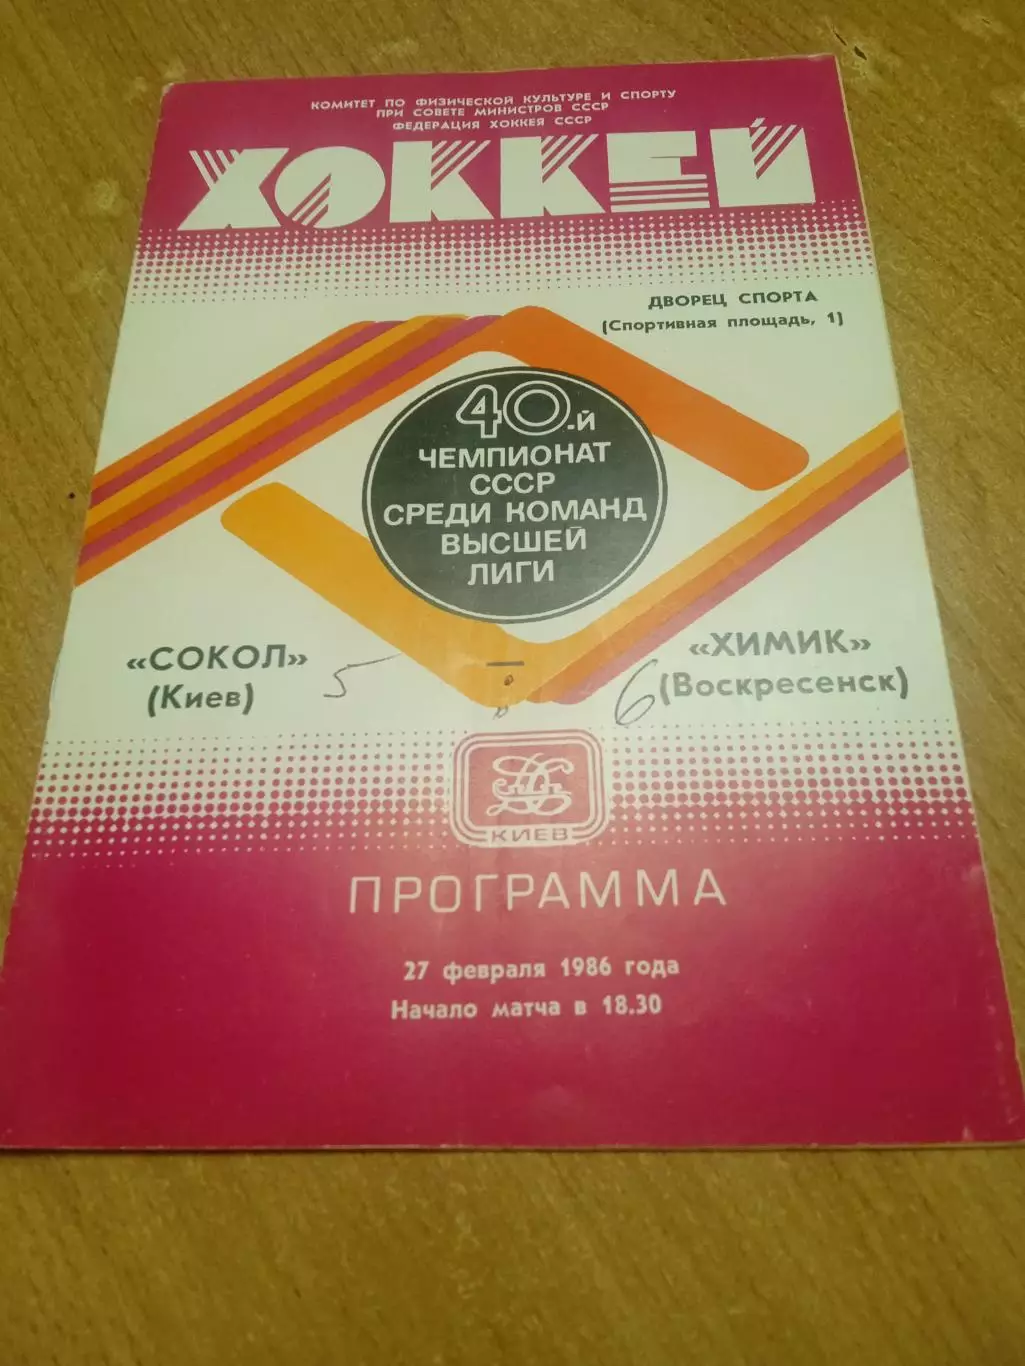 КОМИТЕТ ПО ФИЗИЧЕСКОЙ КУЛЬТУРЕ И СПОРТУ
ПРИ СОВЕТЕ МИНИСТРОВ СССР
ФЕДЕРАЦИЯ ХОККЕЯ СССР
ХОККЕЙ
ДВОРЕЦ СПОРТА
(Спортивная площадь, 1)
40-й
ЧЕМПИОНАТ
СССР
СРЕДИ КОМАНД
ВЫСШЕЙ
ЛИГИ
«СОКОЛ» — «ХИМИК»
(Киев) 5 : 6 (Воскресенск)
КИЕВ
ПРОГРАММА
27 февраля 1986 года
Начало матча в 18.30